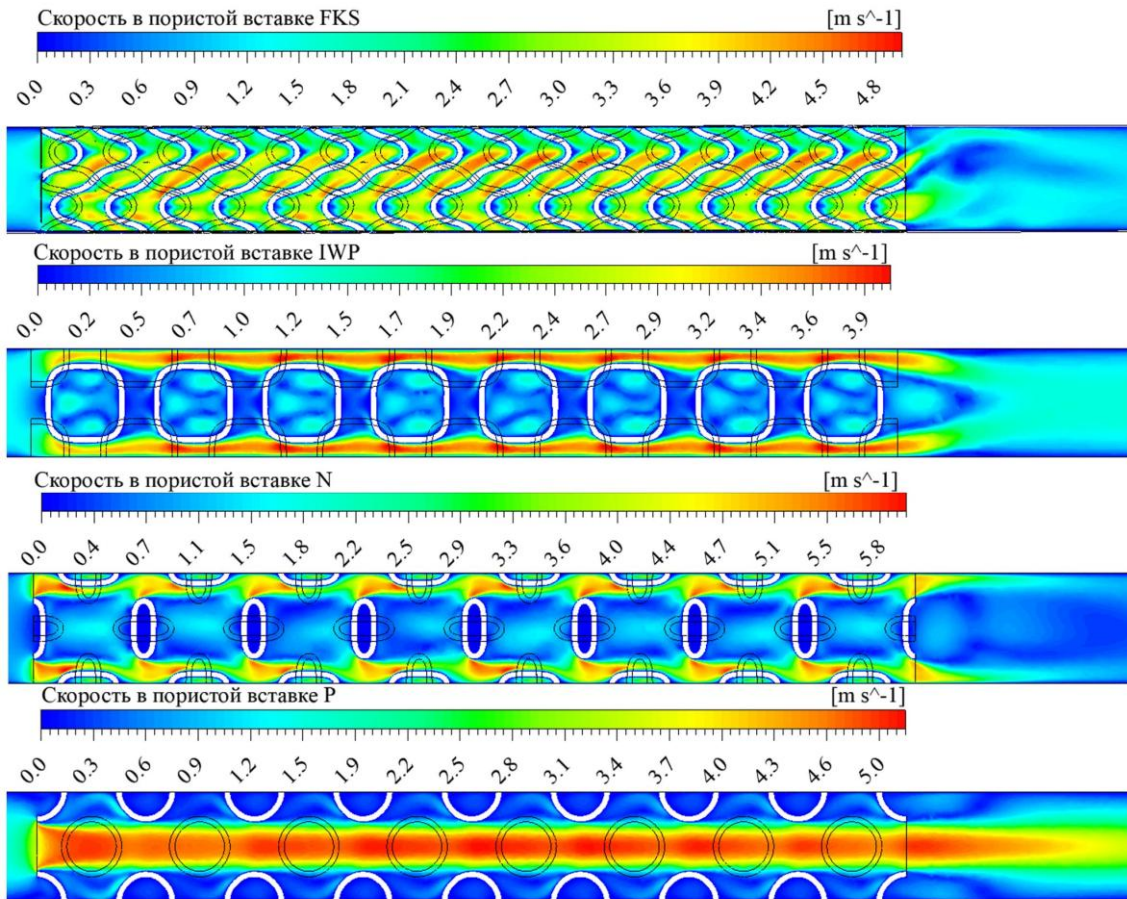 Скорость в пористой вставке FKS [m s^-1]
0.0 0.3 0.6 0.9 1.2 1.5 1.8 2.1 2.4 2.7 3.0 3.3 3.6 3.9 4.2 4.5 4.8
Скорость в пористой вставке IWP [m s^-1]
0.0 0.2 0.5 0.7 1.0 1.2 1.5 1.7 1.9 2.2 2.4 2.7 2.9 3.2 3.4 3.6 3.9
Скорость в пористой вставке N [m s^-1]
0.0 0.4 0.7 1.1 1.5 1.8 2.2 2.5 2.9 3.3 3.6 4.0 4.4 4.7 5.1 5.5 5.8
Скорость в пористой вставке P [m s^-1]
0.0 0.3 0.6 0.9 1.2 1.5 1.9 2.2 2.5 2.8 3.1 3.4 3.7 4.0 4.3 4.6 5.0